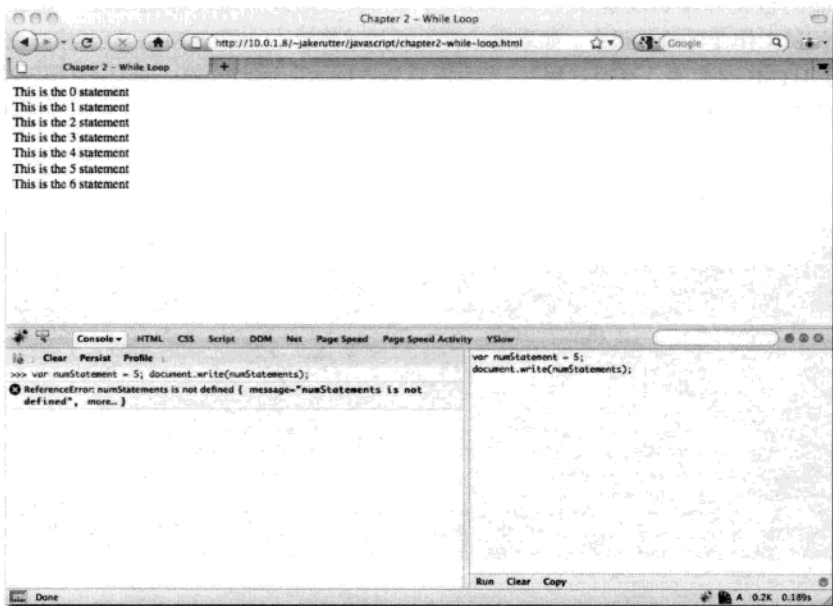 Chapter 2 – While Loop
http://10.0.1.8/~jakerutter/javascript/chapter2-while-loop.html
Google
Chapter 2 – While Loop
This is the 0 statement
This is the 1 statement
This is the 2 statement
This is the 3 statement
This is the 4 statement
This is the 5 statement
This is the 6 statement
Console HTML CSS Script DOM Net Page Speed Page Speed Activity YSlow
Clear Persist Profile
>>> var numStatement = 5; document.write(numStatements);
ReferenceError: numStatements is not defined { message="numStatements is not
defined", more... }
var numStatement = 5;
document.write(numStatements);
Run Clear Copy
Done
A 0.2K 0.189s